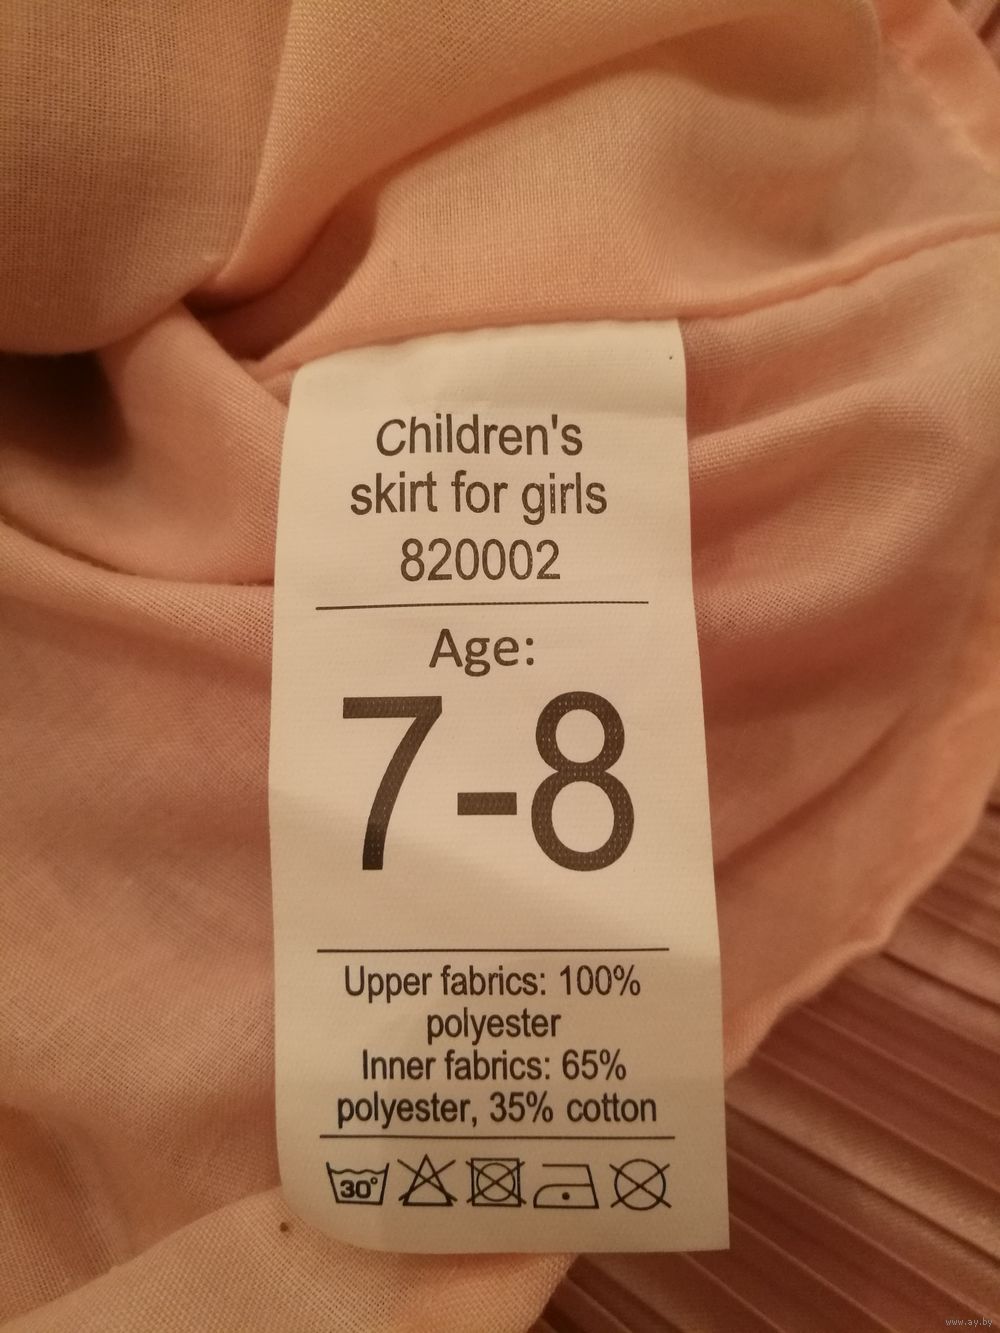 Children's
skirt for girls
820002
Age:
7-8
Upper fabrics: 100%
polyester
Inner fabrics: 65%
polyester, 35% cotton
30°
www.ay.by